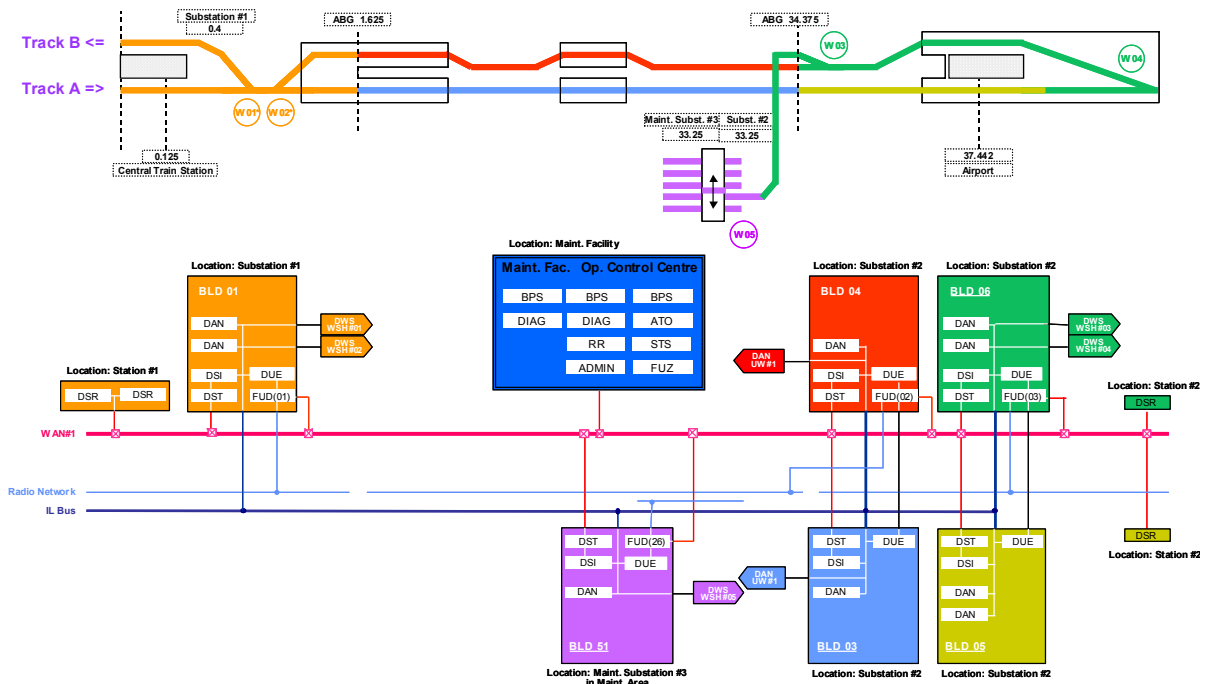 Substation #1
0.4
ABG 1.625
ABG 34.375
Track B <=
W03
W04
Track A =>
W01*
W02*
Maint. Subst. #3
Subst. #2
33.25
33.25
0.125
Central Train Station
37.442
Airport
W05
Location: Maint. Facility
Location: Substation #1
Location: Substation #2
Location: Substation #2
Maint. Fac.
Op. Control Centre
BPS
BPS
BPS
DIAG
DIAG
ATO
RR
STS
ADMIN
FUZ
BLD 01
DAN
DAN
DSI
DUE
DST
FUD(01)
DWS
WSH#01
DWS
WSH#02
Location: Station #1
DSR
DSR
BLD 04
DAN
DSI
DUE
DST
FUD(02)
DAN
UW#1
BLD 06
DAN
DAN
DSI
DUE
DST
FUD(03)
DWS
WSH#03
DWS
WSH#04
Location: Station #2
DSR
WAN#1
Radio Network
IL Bus
DST
FUD(26)
DSI
DUE
DAN
BLD 51
DWS
WSH#05
Location: Maint. Substation #3
in Maint. Area
DAN
UW#1
DST
DUE
DSI
DAN
BLD 03
Location: Substation #2
DST
DUE
DSI
DAN
DAN
BLD 05
Location: Substation #2
DSR
Location: Station #2